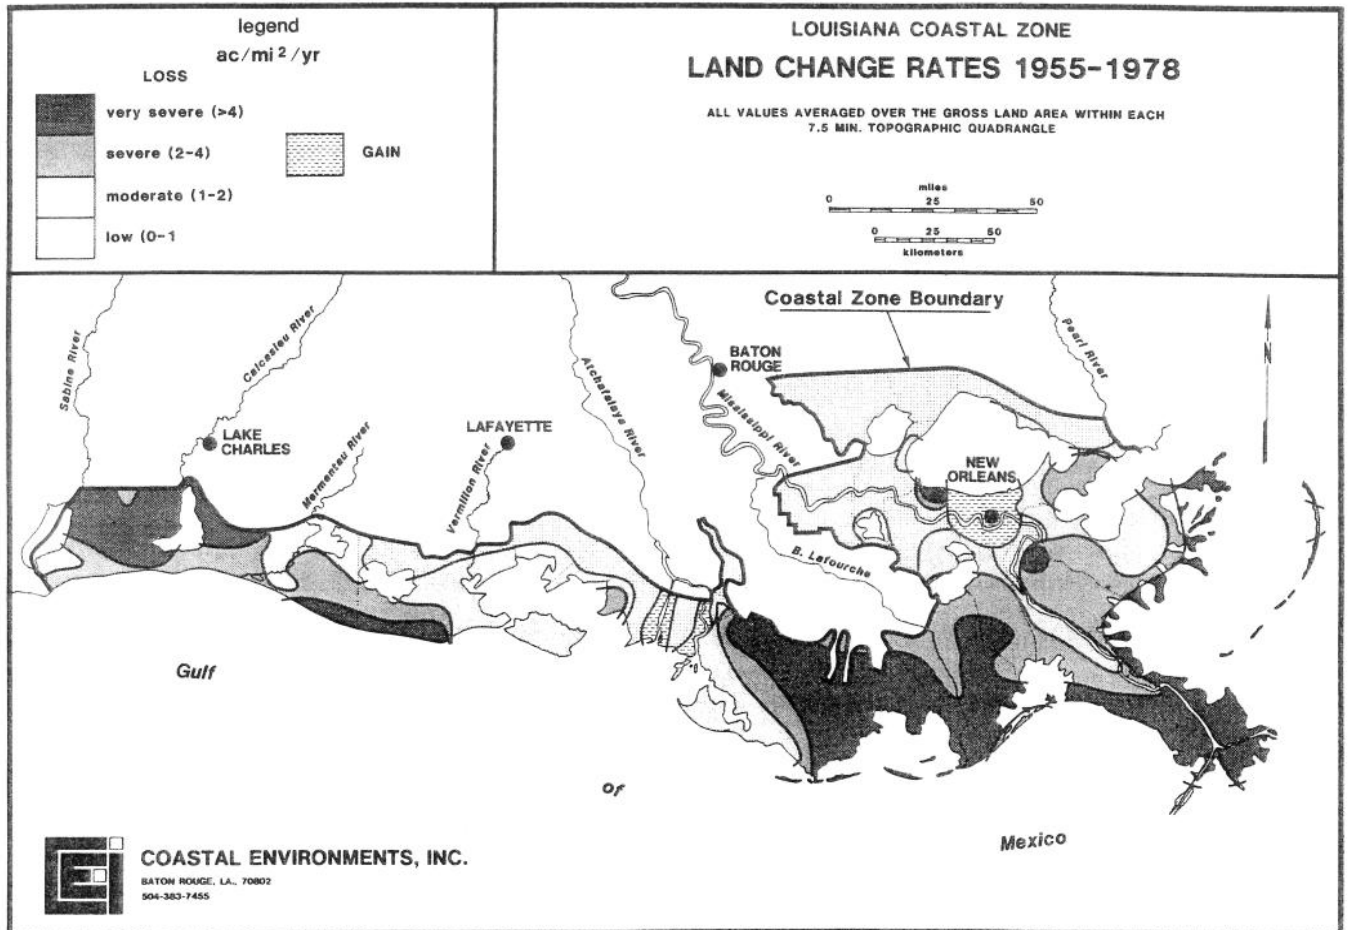 legend
ac/mi²/yr
LOSS
very severe (>4)
severe (2-4)
moderate (1-2)
low (0-1
GAIN
LOUISIANA COASTAL ZONE
LAND CHANGE RATES 1955-1978
ALL VALUES AVERAGED OVER THE GROSS LAND AREA WITHIN EACH
7.5 MIN. TOPOGRAPHIC QUADRANGLE
miles
0 25 50
0 25 50
kilometers
Coastal Zone Boundary
Sabine River
Calcasieu River
LAKE
CHARLES
Mermentau River
LAFAYETTE
Vermilion River
Atchafalaya River
BATON
ROUGE
Mississippi River
Pearl River
N
NEW
ORLEANS
B. Lafourche
Gulf
of
Mexico
COASTAL ENVIRONMENTS, INC.
BATON ROUGE, LA., 70802
504-383-7455